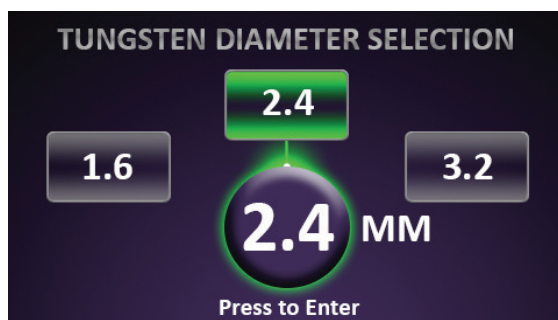 TUNGSTEN DIAMETER SELECTION
2.4
1.6
3.2
2.4 MM
Press to Enter